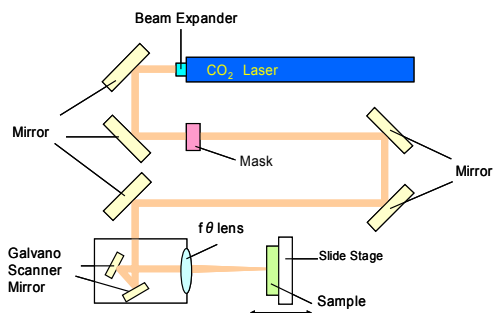 Beam Expander
CO2 Laser
Mirror
Mask
Mirror
fθ lens
Galvano
Scanner
Mirror
Slide Stage
Sample